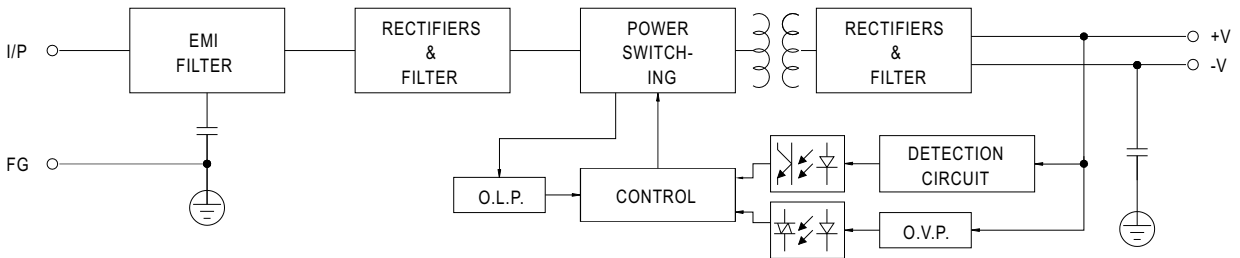 I/P
EMI
FILTER
RECTIFIERS
&
FILTER
POWER
SWITCH-
ING
RECTIFIERS
&
FILTER
+V
-V
FG
O.L.P.
CONTROL
DETECTION
CIRCUIT
O.V.P.